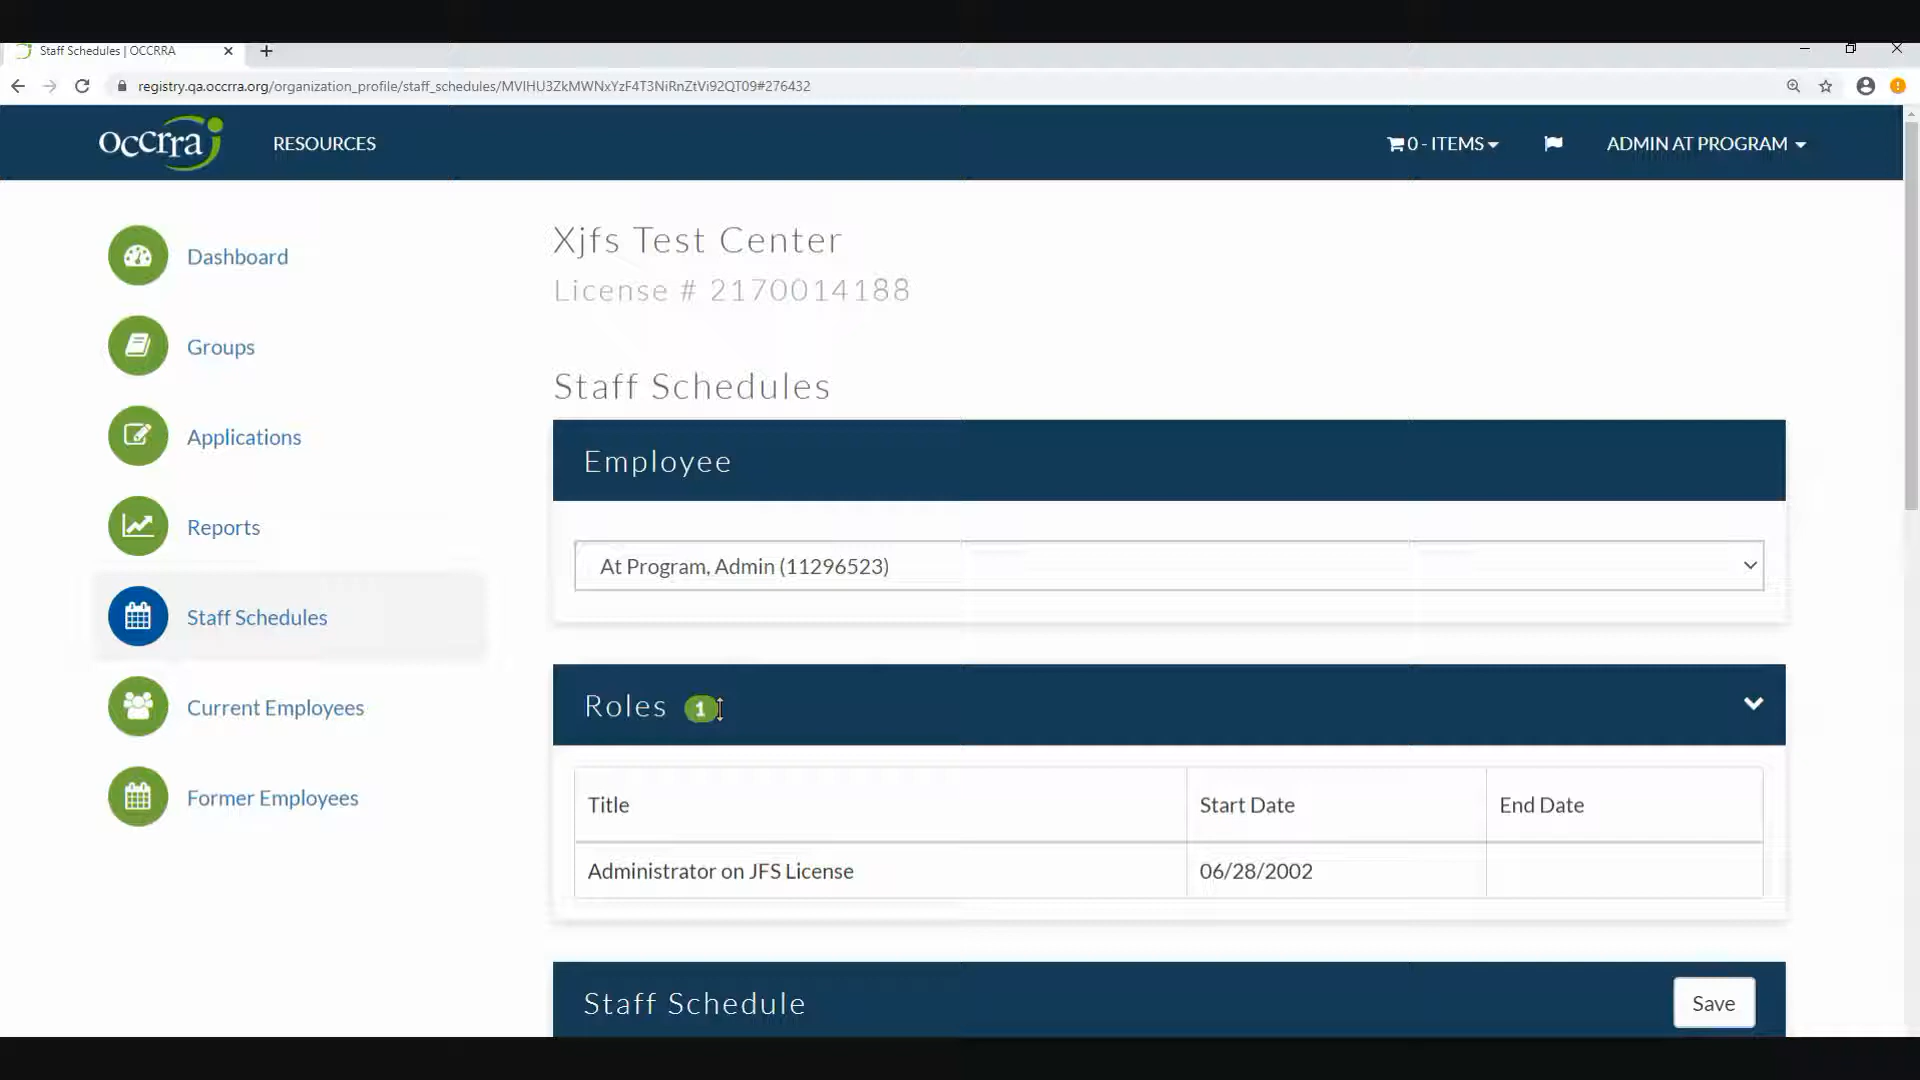 Staff Schedules | OCCRRA
registry.qa.occrra.org/organization_profile/staff_schedules/MVlHU3ZkMWNxYzF4T3NiRnZtVi92QT09#276432
occrra
RESOURCES
0 - ITEMS
ADMIN AT PROGRAM
Dashboard
Groups
Applications
Reports
Staff Schedules
Current Employees
Former Employees
Xjfs Test Center
License # 2170014188
Staff Schedules
Employee
At Program, Admin (11296523)
Roles 1
Title Start Date End Date
Administrator on JFS License 06/28/2002
Staff Schedule
Save